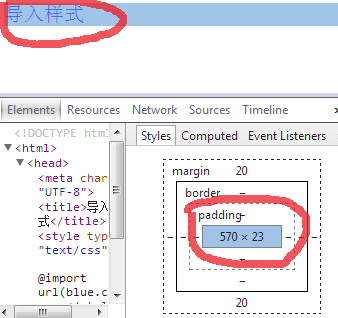 导入样式
Elements Resources Network Sources Timeline
<!DOCTYPE htm
▼<html>
▼<head>
<meta char
"UTF-8">
<title>导入
式</title>
<style typ
"text/css"
@import
url(blue.c
Styles Computed Event Listeners
margin 20
border –
padding –
– – – 570 × 23 – – –
–
–
20